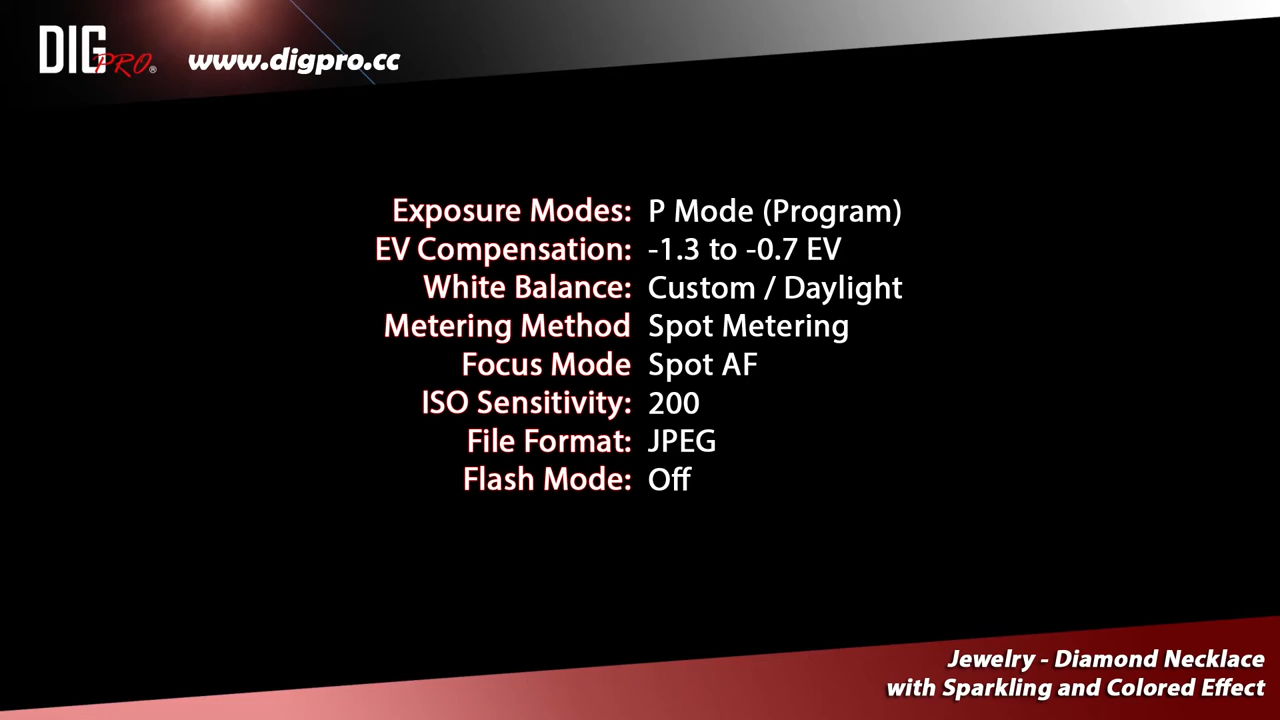 DIG PRO® www.digpro.cc
Exposure Modes: P Mode (Program)
EV Compensation: -1.3 to -0.7 EV
White Balance: Custom / Daylight
Metering Method Spot Metering
Focus Mode Spot AF
ISO Sensitivity: 200
File Format: JPEG
Flash Mode: Off
Jewelry - Diamond Necklace
with Sparkling and Colored Effect